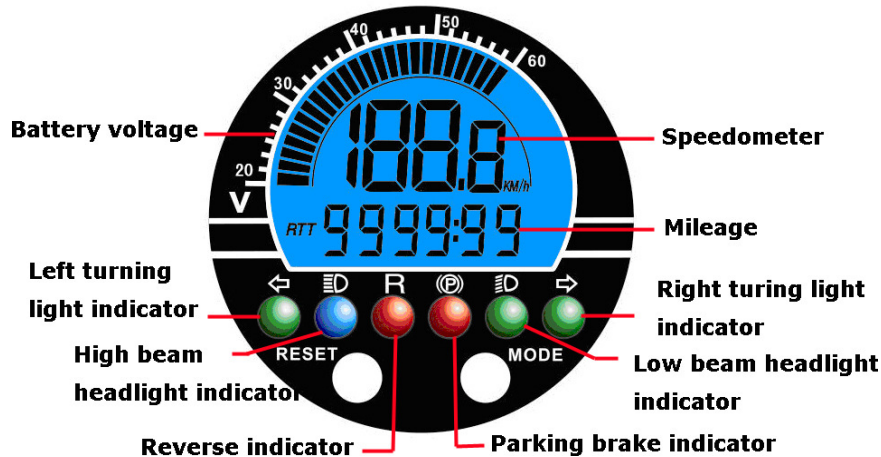 40
50
30
60
Battery voltage
Speedometer
20
V
188.8
KM/h
RTT
9999:99
Mileage
Left turning
light indicator
R
P
Right turing light
indicator
RESET
MODE
High beam
headlight indicator
Low beam headlight
indicator
Reverse indicator
Parking brake indicator